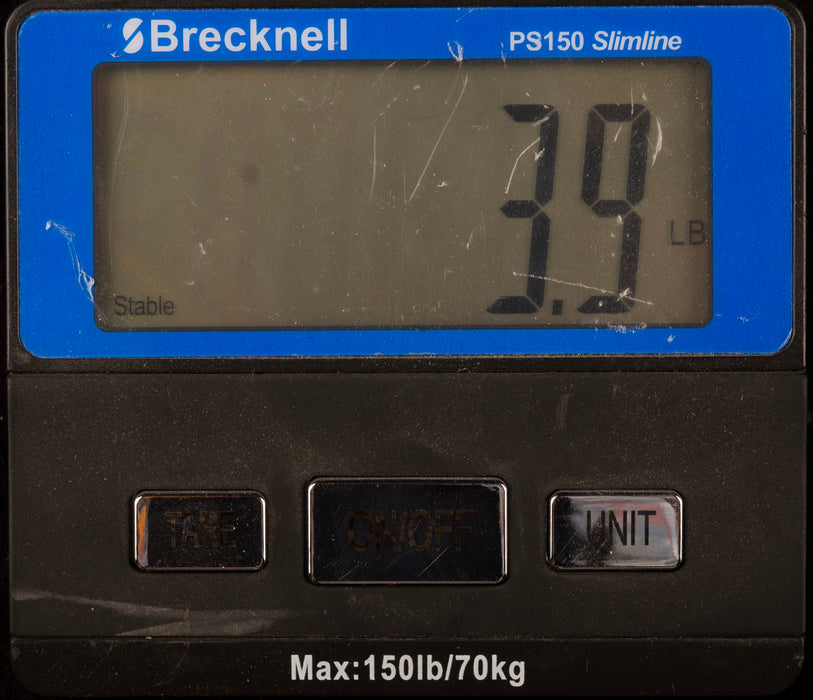 Brecknell PS150 Slimline
3.9 LB
Stable
TARE ON/OFF UNIT
Max:150lb/70kg